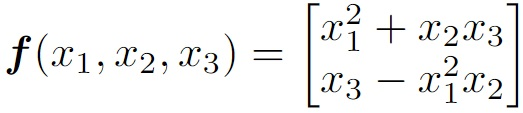 f(x₁, x₂, x₃) = [x₁² + x₂x₃
x₃ − x₁²x₂]